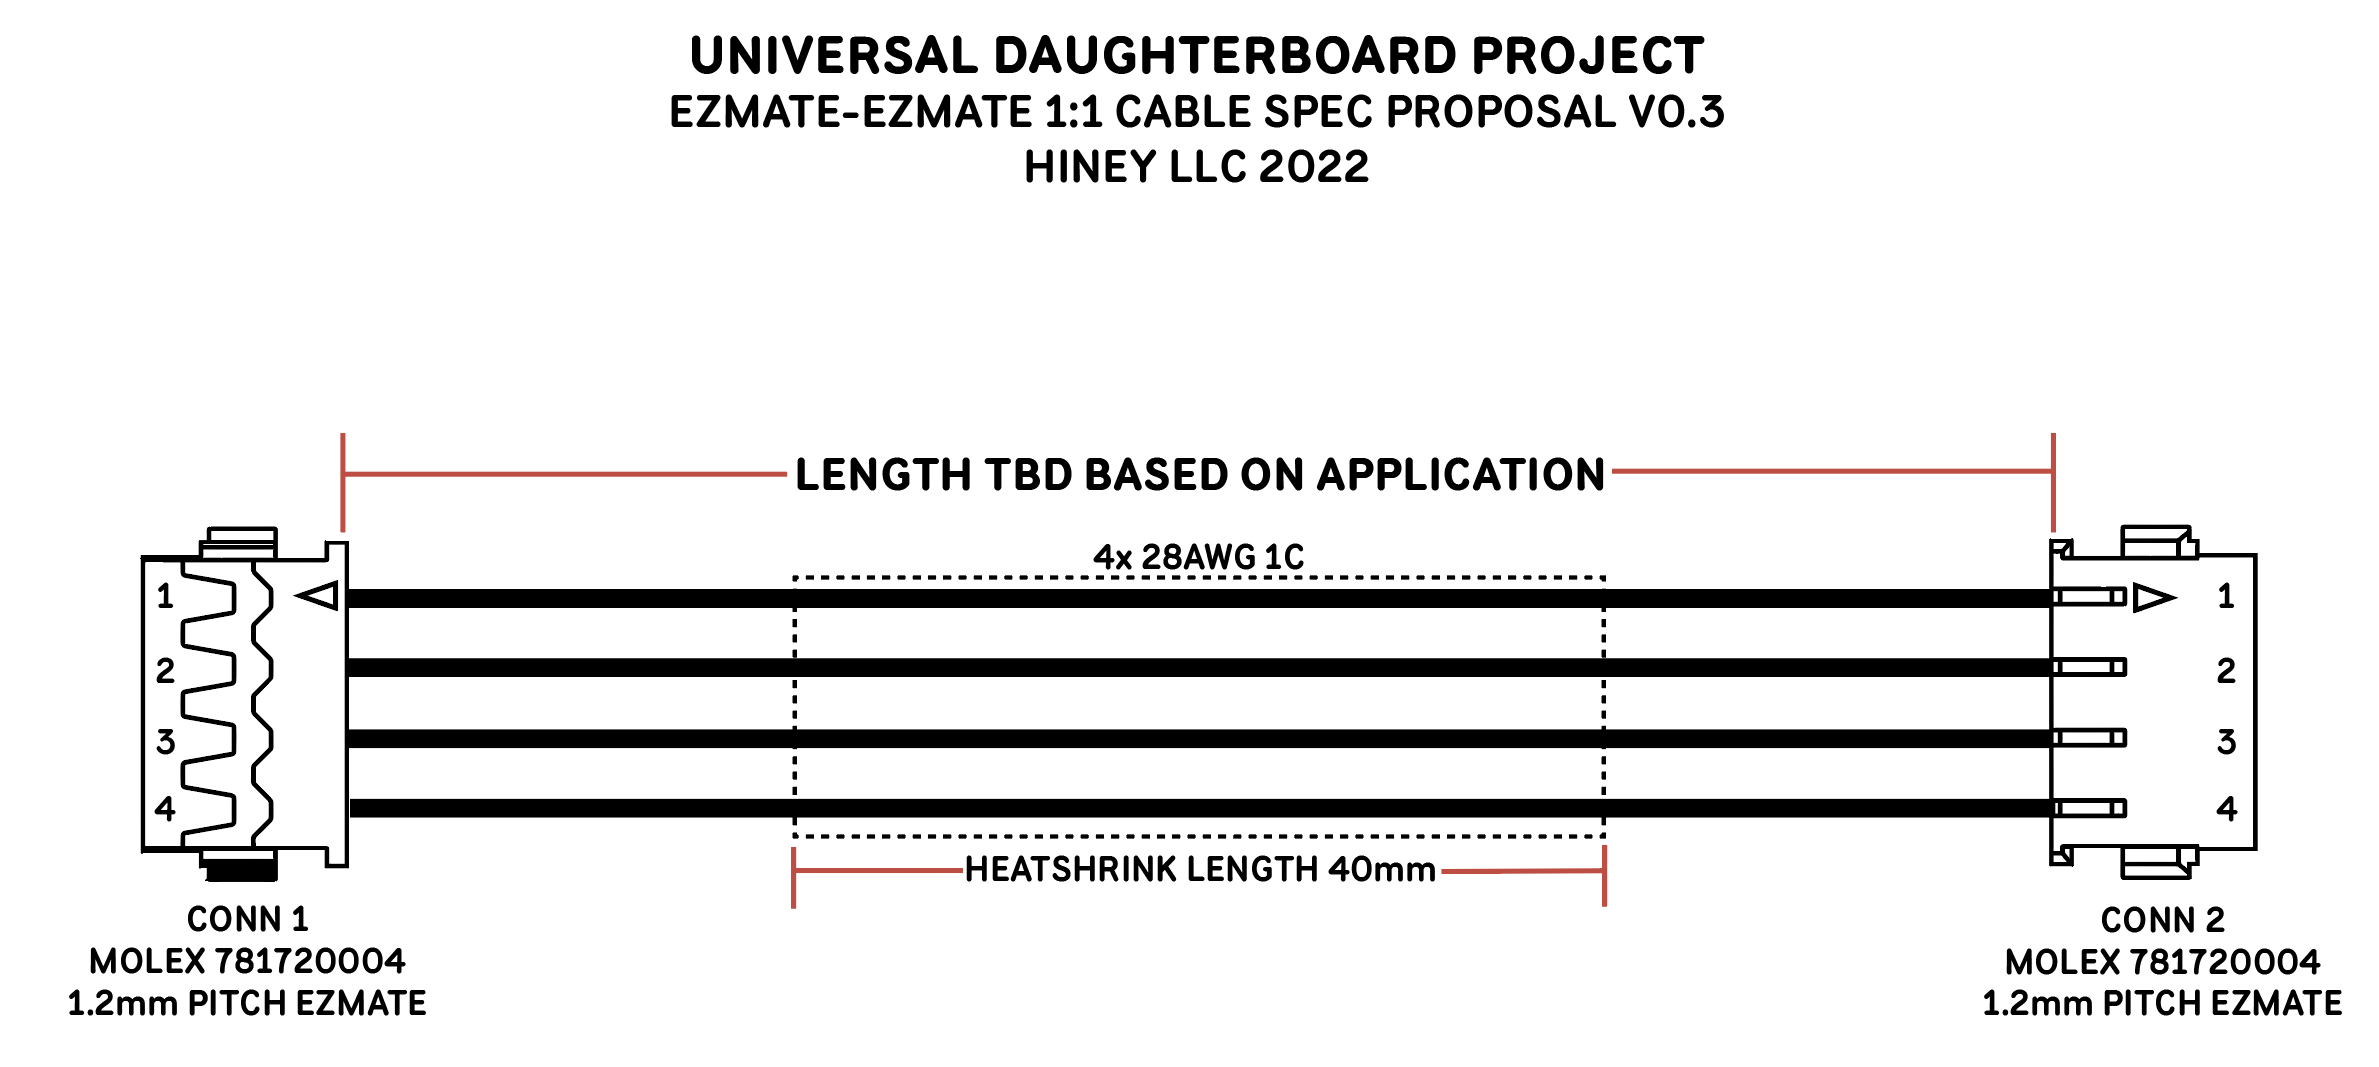 UNIVERSAL DAUGHTERBOARD PROJECT
EZMATE-EZMATE 1:1 CABLE SPEC PROPOSAL V0.3
HINEY LLC 2022
LENGTH TBD BASED ON APPLICATION
4x 28AWG 1C
1
2
3
4
1
2
3
4
HEATSHRINK LENGTH 40mm
CONN 1
MOLEX 781720004
1.2mm PITCH EZMATE
CONN 2
MOLEX 781720004
1.2mm PITCH EZMATE